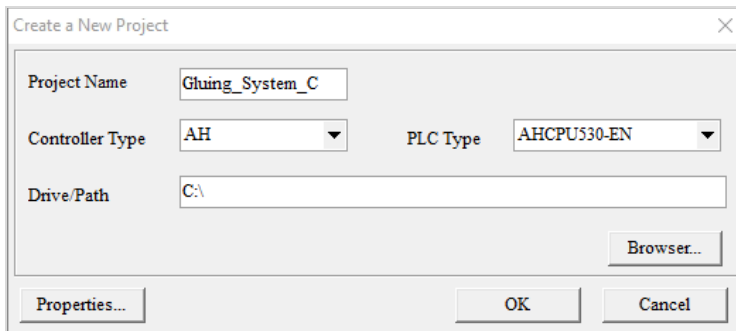 Create a New Project
Project Name Gluing_System_C
Controller Type AH PLC Type AHCPU530-EN
Drive/Path C:\
Browser...
Properties... OK Cancel